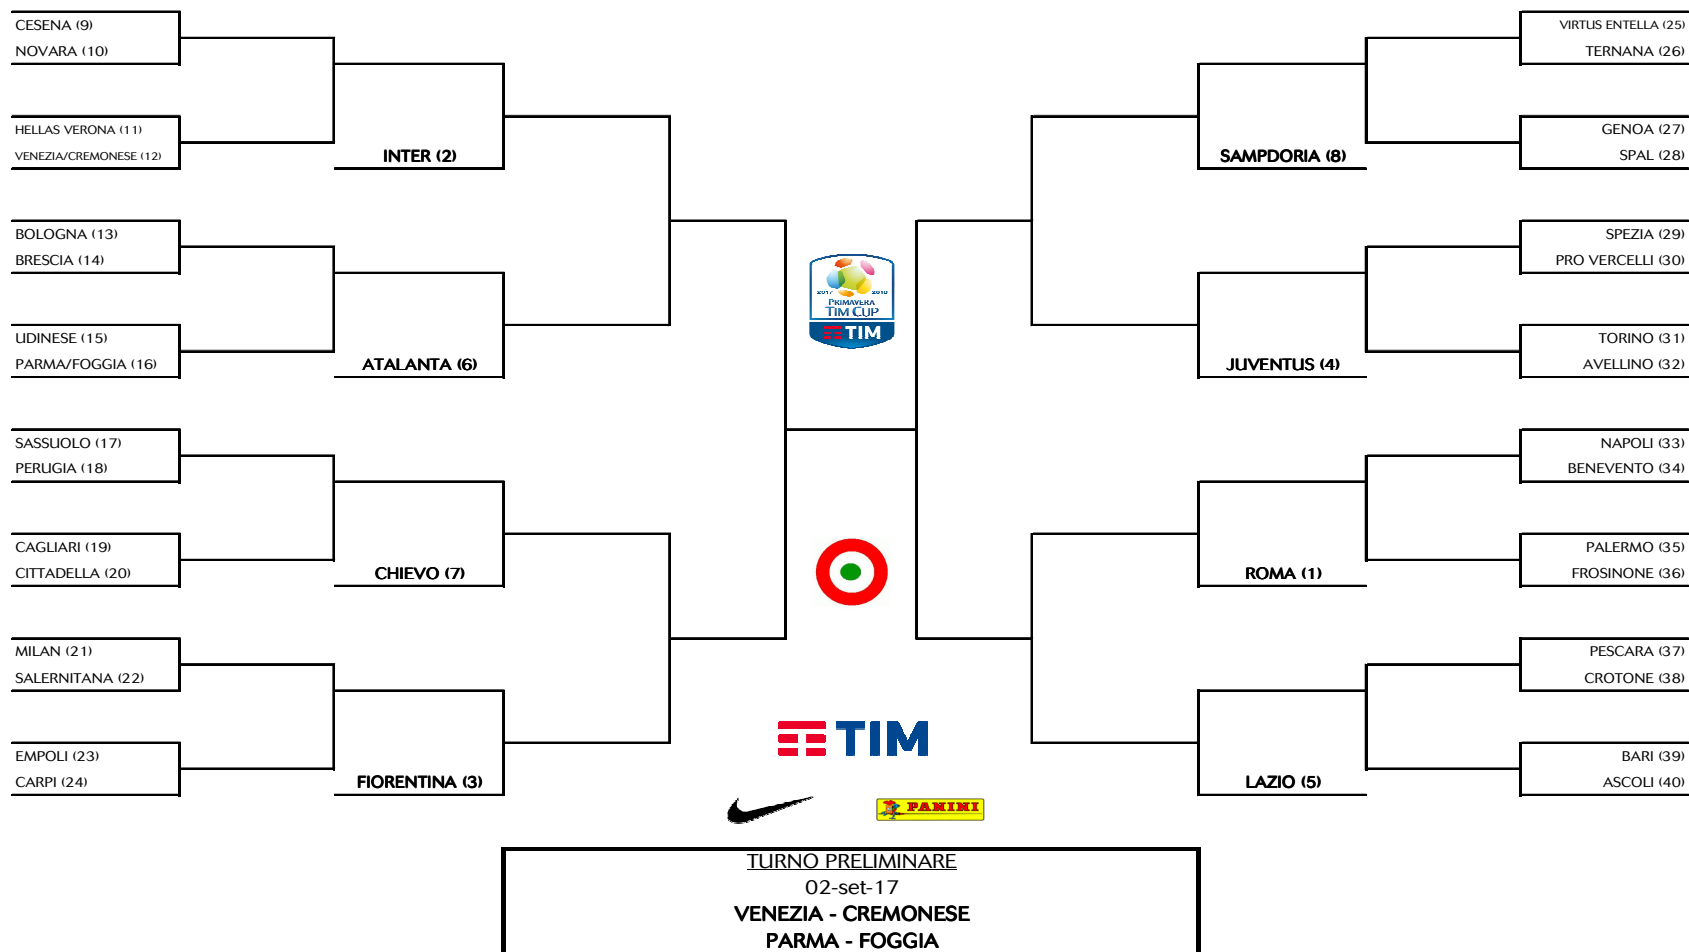 CESENA (9)
NOVARA (10)
HELLAS VERONA (11)
VENEZIA/CREMONESE (12)
INTER (2)
BOLOGNA (13)
BRESCIA (14)
UDINESE (15)
PARMA/FOGGIA (16)
ATALANTA (6)
SASSUOLO (17)
PERUGIA (18)
CAGLIARI (19)
CITTADELLA (20)
CHIEVO (7)
MILAN (21)
SALERNITANA (22)
EMPOLI (23)
CARPI (24)
FIORENTINA (3)
2017 2018
PRIMAVERA
TIM CUP
TIM
TIM
PANINI
VIRTUS ENTELLA (25)
TERNANA (26)
GENOA (27)
SPAL (28)
SAMPDORIA (8)
SPEZIA (29)
PRO VERCELLI (30)
TORINO (31)
AVELLINO (32)
JUVENTUS (4)
NAPOLI (33)
BENEVENTO (34)
PALERMO (35)
FROSINONE (36)
ROMA (1)
PESCARA (37)
CROTONE (38)
BARI (39)
ASCOLI (40)
LAZIO (5)
TURNO PRELIMINARE
02-set-17
VENEZIA - CREMONESE
PARMA - FOGGIA